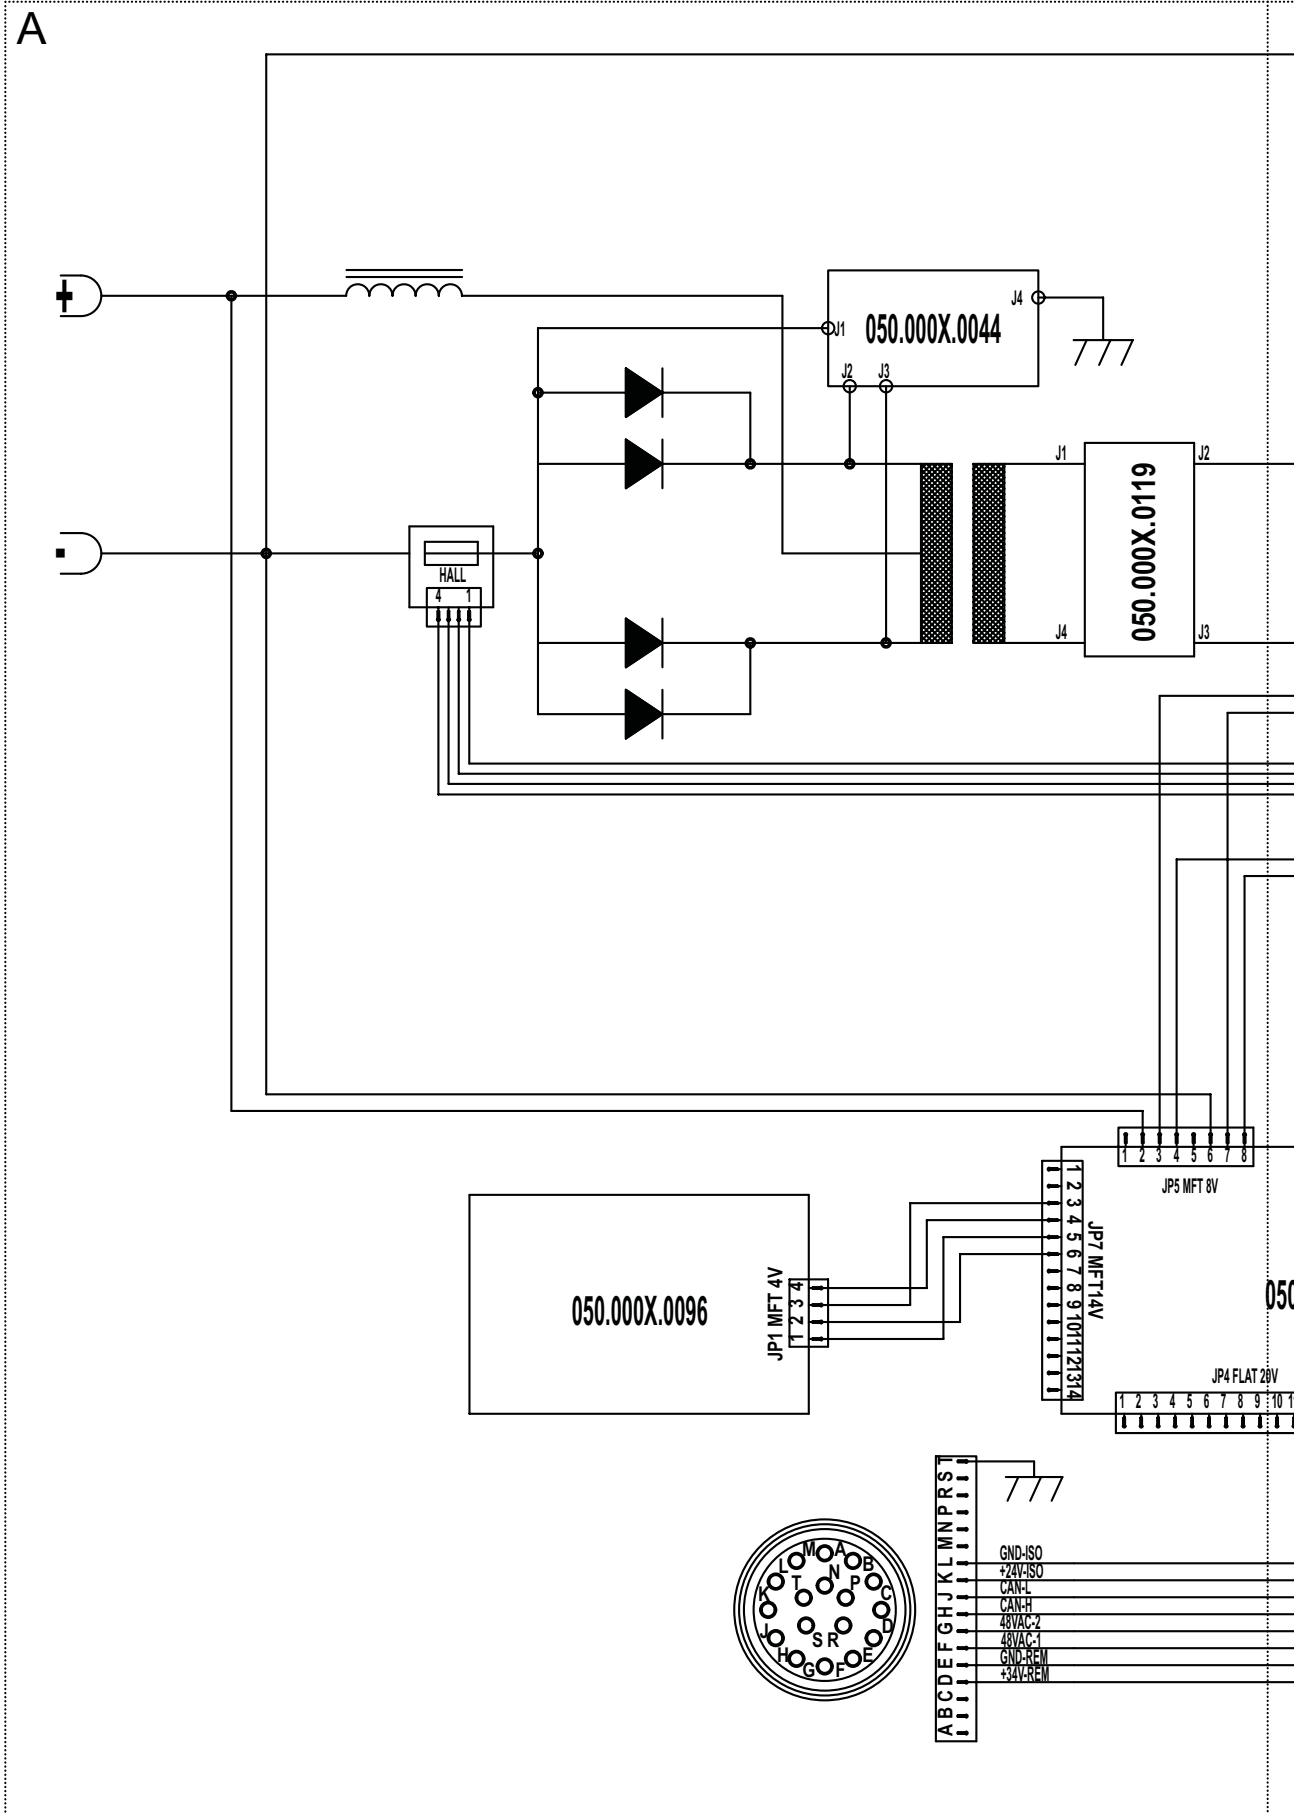 A
+
J4
J1
050.000X.0044
J2 J3
J1
J2
050.000X.0119
-
HALL
4 1
J4
J3
1 2 3 4 5 6 7 8
JP5 MFT 8V
1 2 3 4 5 6 7 8 9 10 11 12 13 14
JP7 MFT14V
050.000X.0096
JP1 MFT 4V
1 2 3 4
050
JP4 FLAT 20V
1 2 3 4 5 6 7 8 9 10
A B C D E F G H J K L M N P R S T
GND-ISO
+24V-ISO
CAN-L
CAN-H
48VAC-2
48VAC-1
GND-REM
+34V-REM
M A
L B
T N P
K C
J D
S R
H E
G F